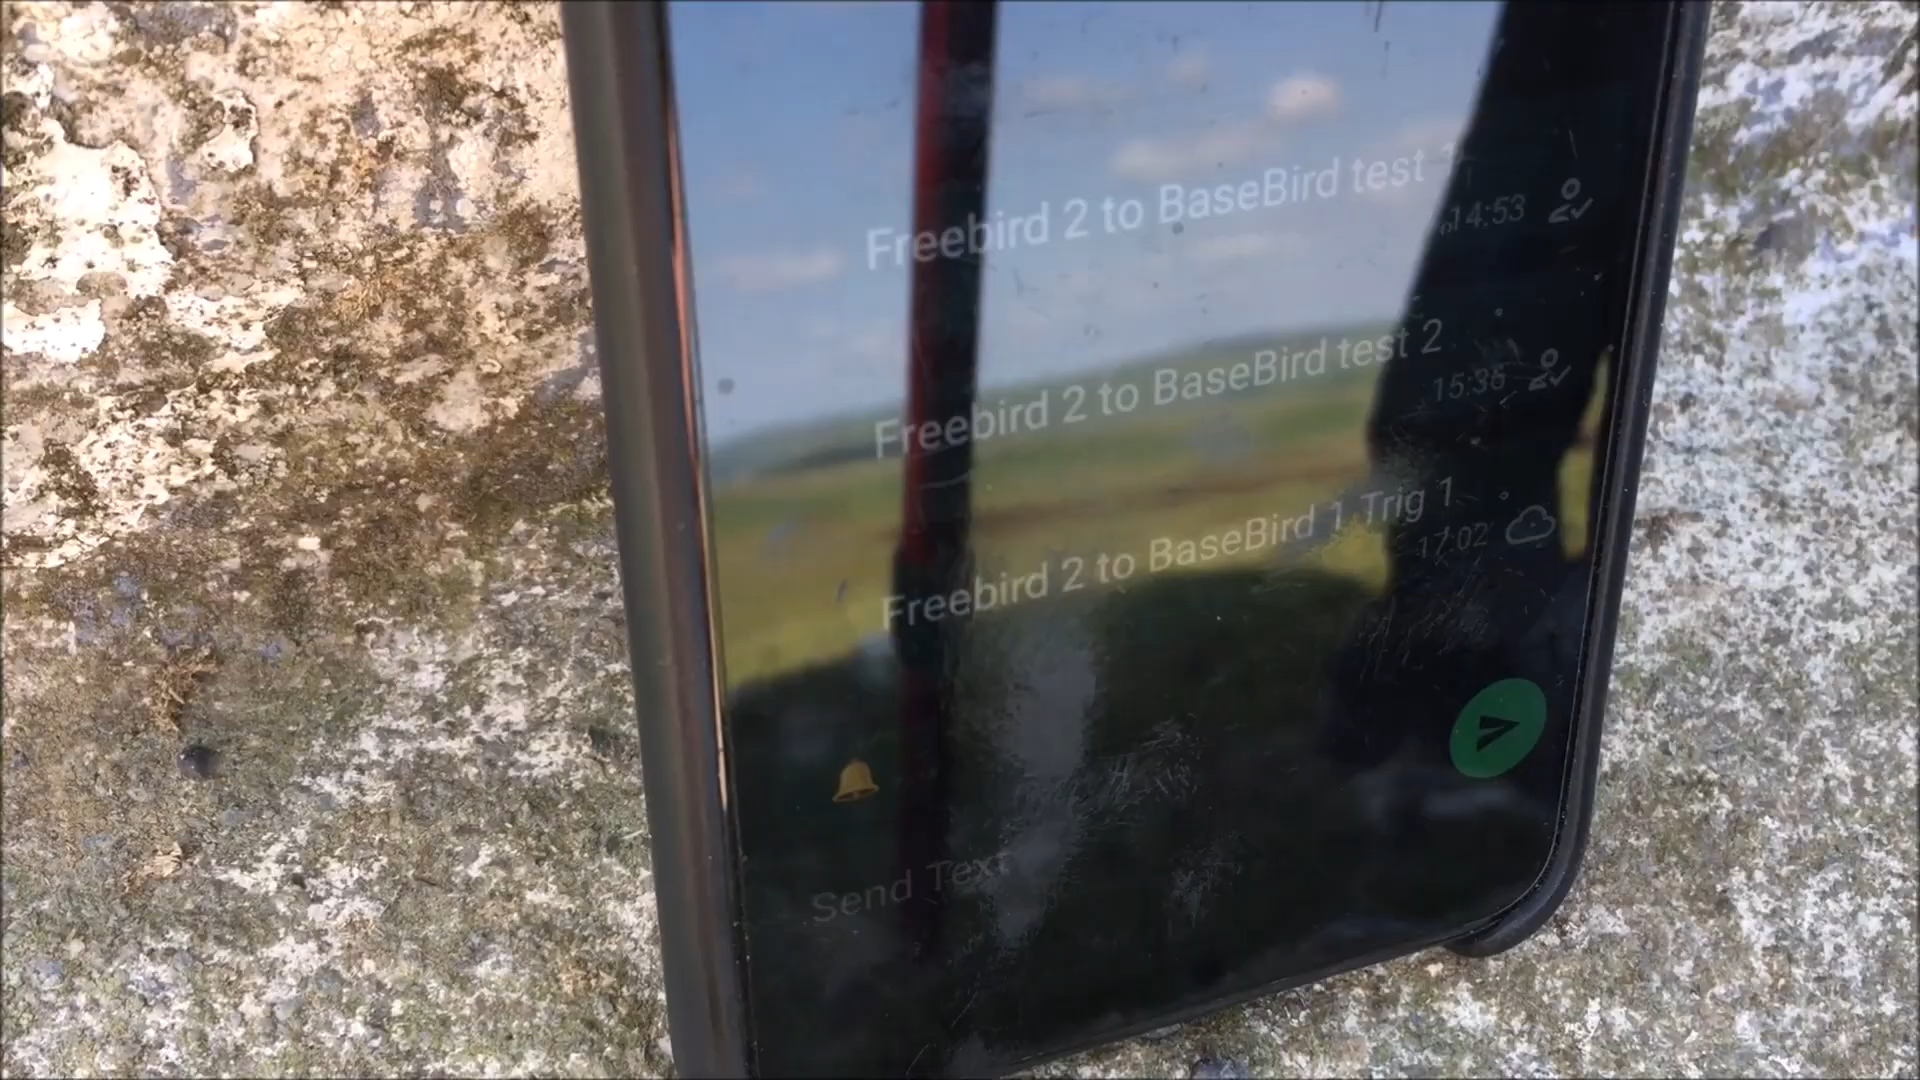 Freebird 2 to BaseBird test 1
14:53
Freebird 2 to BaseBird test 2
15:36
Freebird 2 to BaseBird 1 Trig 1
17:02
Send Text